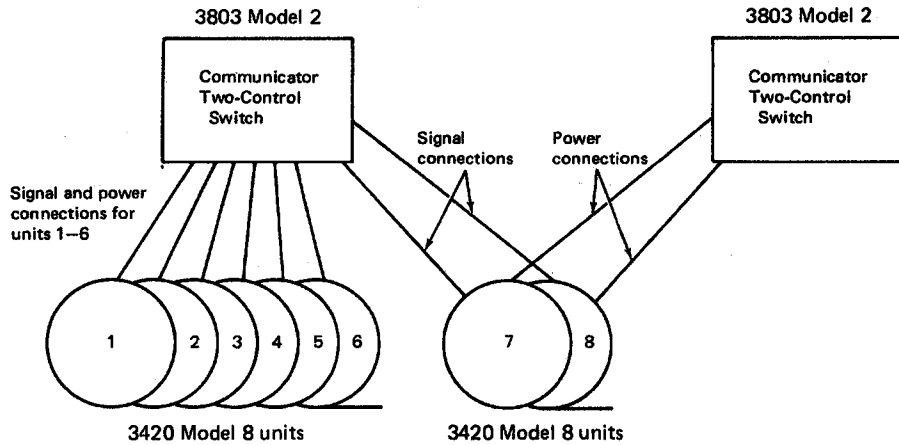 3803 Model 2
Communicator
Two-Control
Switch
3803 Model 2
Communicator
Two-Control
Switch
Signal
connections
Power
connections
Signal and power
connections for
units 1–6
1
2
3
4
5
6
7
8
3420 Model 8 units
3420 Model 8 units